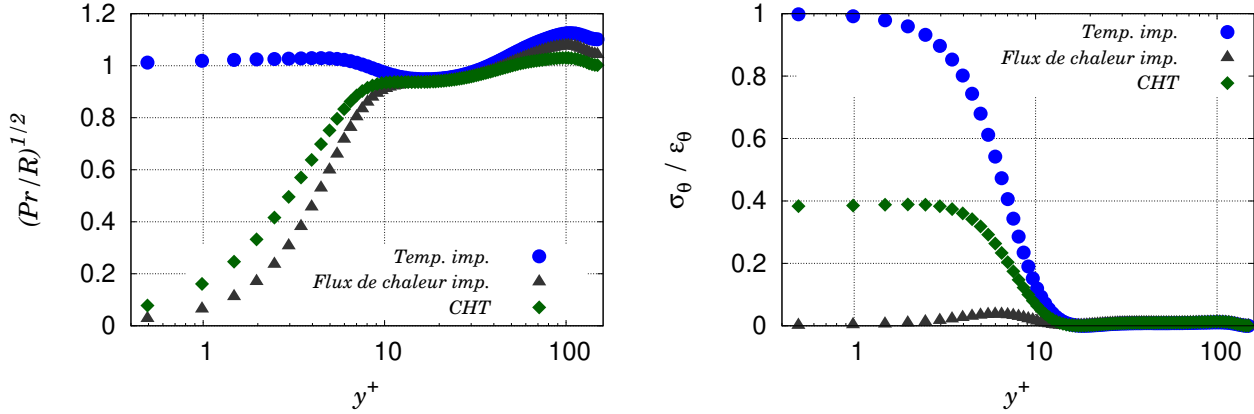 1.2
1
0.8
0.6
0.4
0.2
0
(Pr/R)^{1/2}
Temp. imp.
Flux de chaleur imp.
CHT
1
10
100
y^+
1
0.8
0.6
0.4
0.2
0
σ_θ / ε_θ
Temp. imp.
Flux de chaleur imp.
CHT
1
10
100
y^+